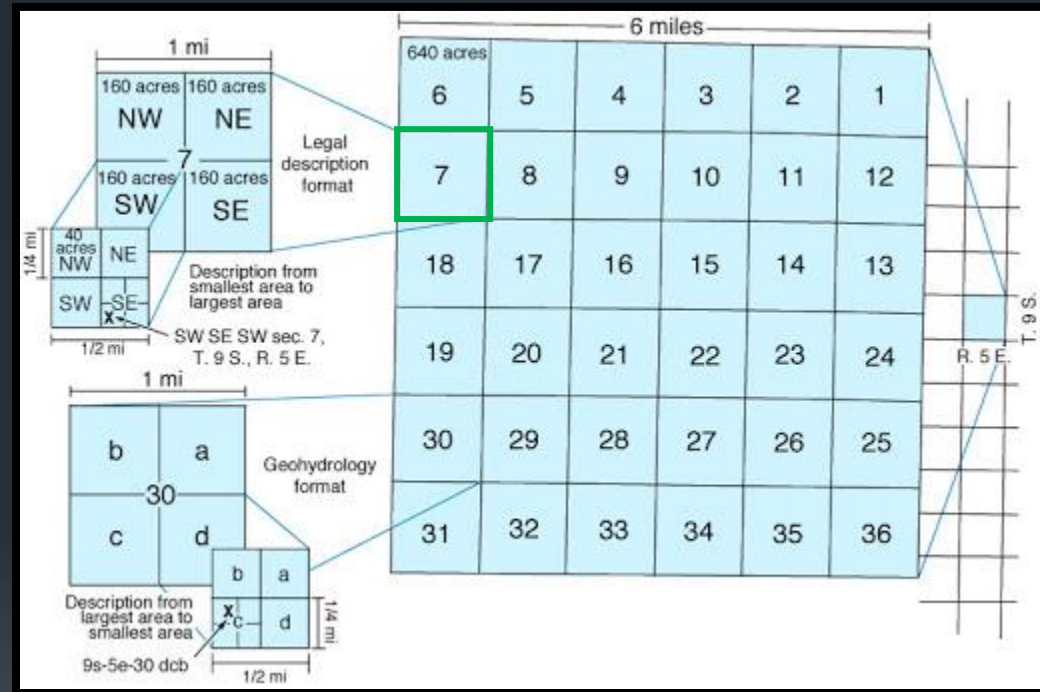 6 miles
640 acres
6 5 4 3 2 1
7 8 9 10 11 12
18 17 16 15 14 13
19 20 21 22 23 24
30 29 28 27 26 25
31 32 33 34 35 36
1 mi
160 acres 160 acres
NW NE
7
160 acres 160 acres
SW SE
Legal
description
format
40
acres
NW NE
SW SE
X
1/4 mi
1/2 mi
Description from
smallest area to
largest area
SW SE SW sec. 7,
T. 9 S., R. 5 E.
1 mi
b a
30
c d
Geohydrology
format
b a
X
c d
1/4 mi
1/2 mi
Description from
largest area to
smallest area
9s-5e-30 dcb
T. 9 S.
R. 5 E.